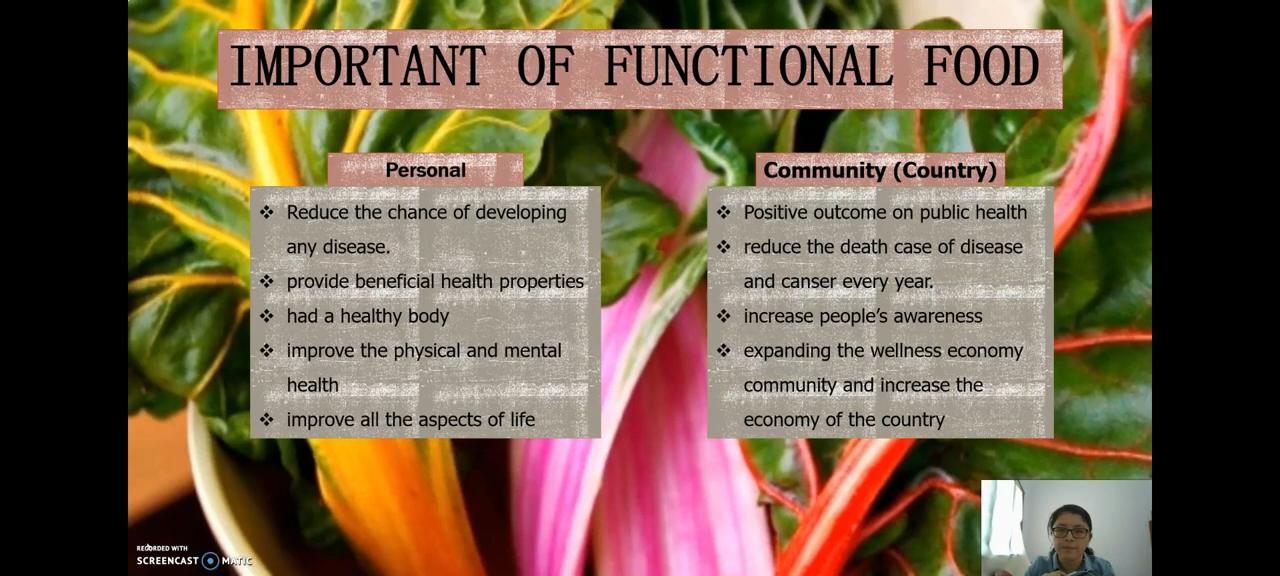 IMPORTANT OF FUNCTIONAL FOOD
Personal
❖ Reduce the chance of developing
any disease.
❖ provide beneficial health properties
❖ had a healthy body
❖ improve the physical and mental
health
❖ improve all the aspects of life
Community (Country)
❖ Positive outcome on public health
❖ reduce the death case of disease
and canser every year.
❖ increase people’s awareness
❖ expanding the wellness economy
community and increase the
economy of the country
RECORDED WITH
SCREENCAST MATIC